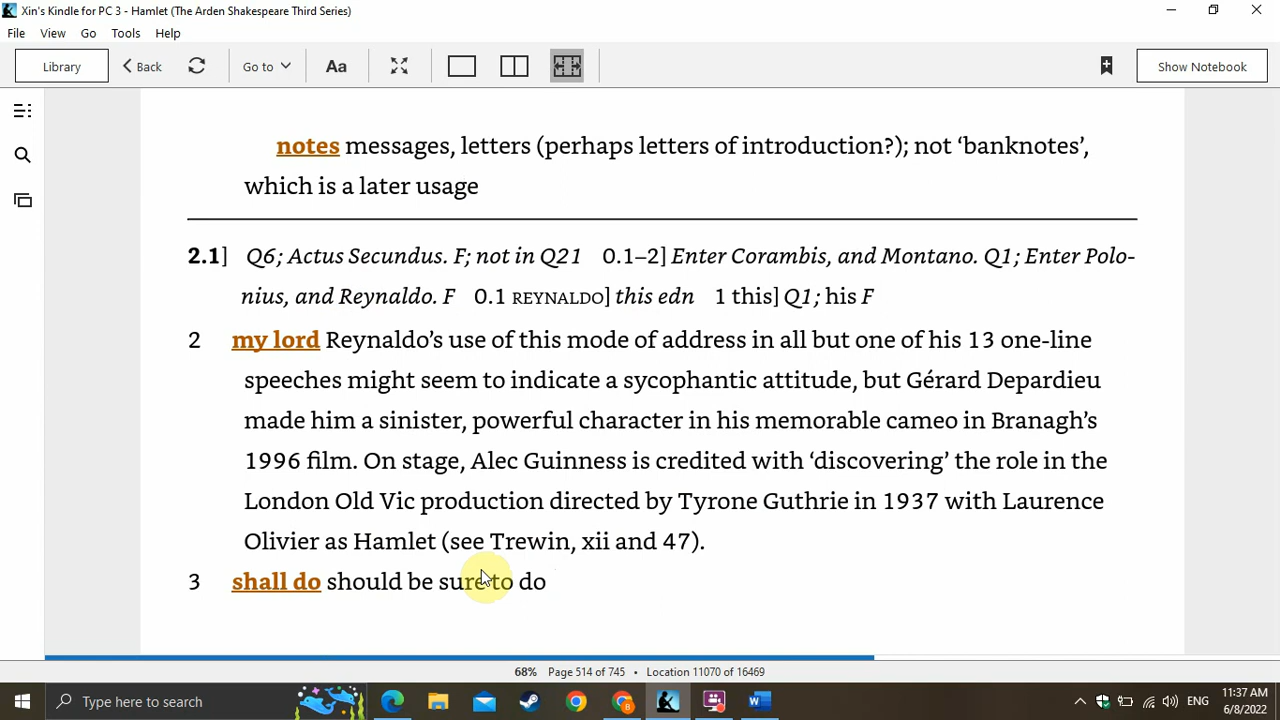 Xin's Kindle for PC 3 - Hamlet (The Arden Shakespeare Third Series)
File View Go Tools Help
Library Back Go to Aa Show Notebook
notes messages, letters (perhaps letters of introduction?); not ‘banknotes’,
which is a later usage
2.1] Q6; Actus Secundus. F; not in Q21 0.1–2] Enter Corambis, and Montano. Q1; Enter Polo-
nius, and Reynaldo. F 0.1 REYNALDO] this edn 1 this] Q1; his F
2 my lord Reynaldo’s use of this mode of address in all but one of his 13 one-line
speeches might seem to indicate a sycophantic attitude, but Gérard Depardieu
made him a sinister, powerful character in his memorable cameo in Branagh’s
1996 film. On stage, Alec Guinness is credited with ‘discovering’ the role in the
London Old Vic production directed by Tyrone Guthrie in 1937 with Laurence
Olivier as Hamlet (see Trewin, xii and 47).
3 shall do should be sure to do
68% Page 514 of 745 • Location 11070 of 16469
Type here to search ENG 11:37 AM
6/8/2022